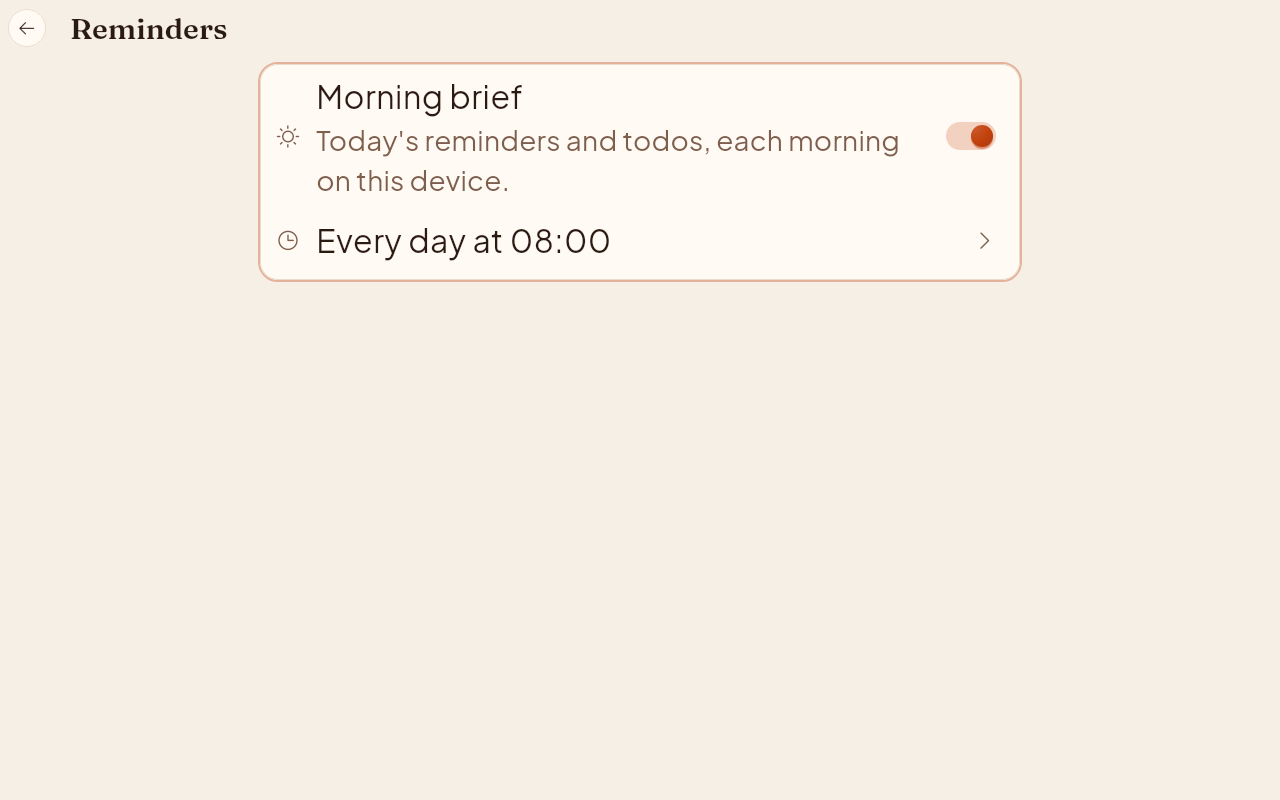 Reminders
Morning brief
Today's reminders and todos, each morning
on this device.
Every day at 08:00